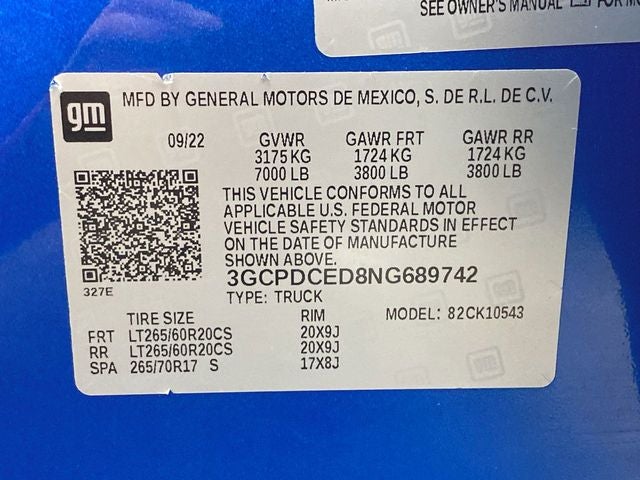 SEE OWNER'S MANUAL
gm
MFD BY GENERAL MOTORS DE MEXICO, S. DE R.L. DE C.V.
09/22 GVWR GAWR FRT GAWR RR
3175 KG 1724 KG 1724 KG
7000 LB 3800 LB 3800 LB
THIS VEHICLE CONFORMS TO ALL
APPLICABLE U.S. FEDERAL MOTOR
VEHICLE SAFETY STANDARDS IN EFFECT
ON THE DATE OF MANUFACTURE
SHOWN ABOVE.
3GCPDCED8NG689742
327E
TYPE: TRUCK
TIRE SIZE RIM MODEL: 82CK10543
FRT LT265/60R20CS 20X9J
RR LT265/60R20CS 20X9J
SPA 265/70R17 S 17X8J